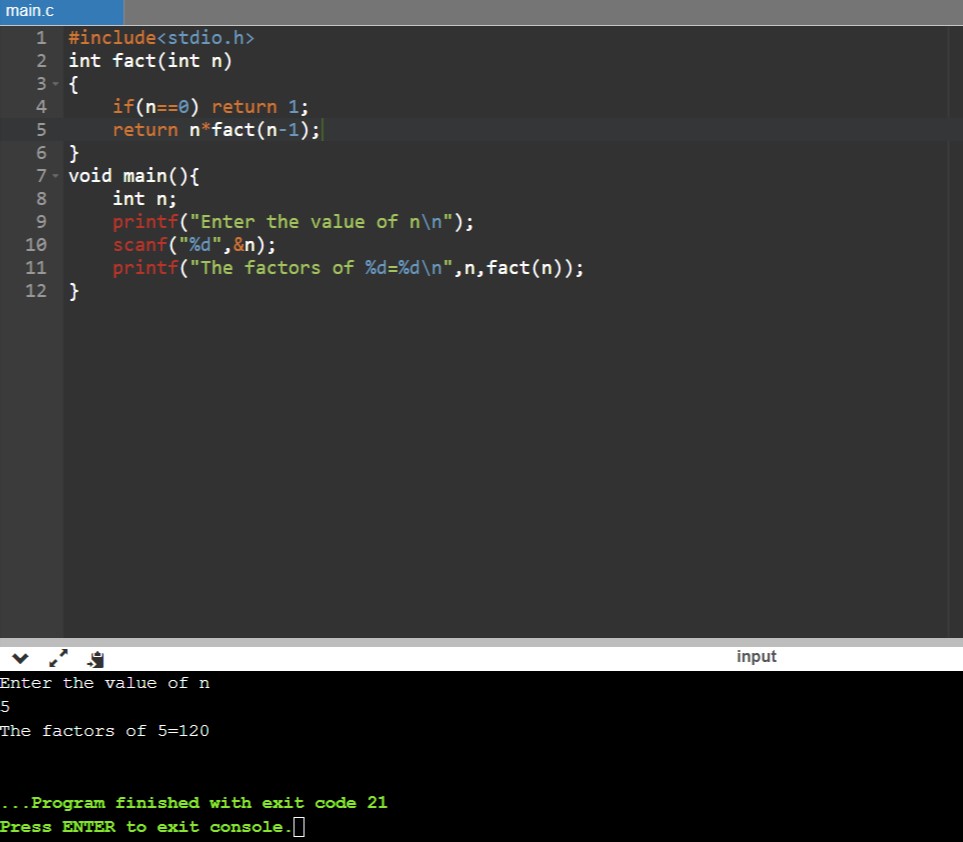 main.c
1 #include<stdio.h>
2 int fact(int n)
3 {
4     if(n==0) return 1;
5     return n*fact(n-1);
6 }
7 void main(){
8     int n;
9     printf("Enter the value of n\n");
10     scanf("%d",&n);
11     printf("The factors of %d=%d\n",n,fact(n));
12 }
input
Enter the value of n
5
The factors of 5=120
...Program finished with exit code 21
Press ENTER to exit console.